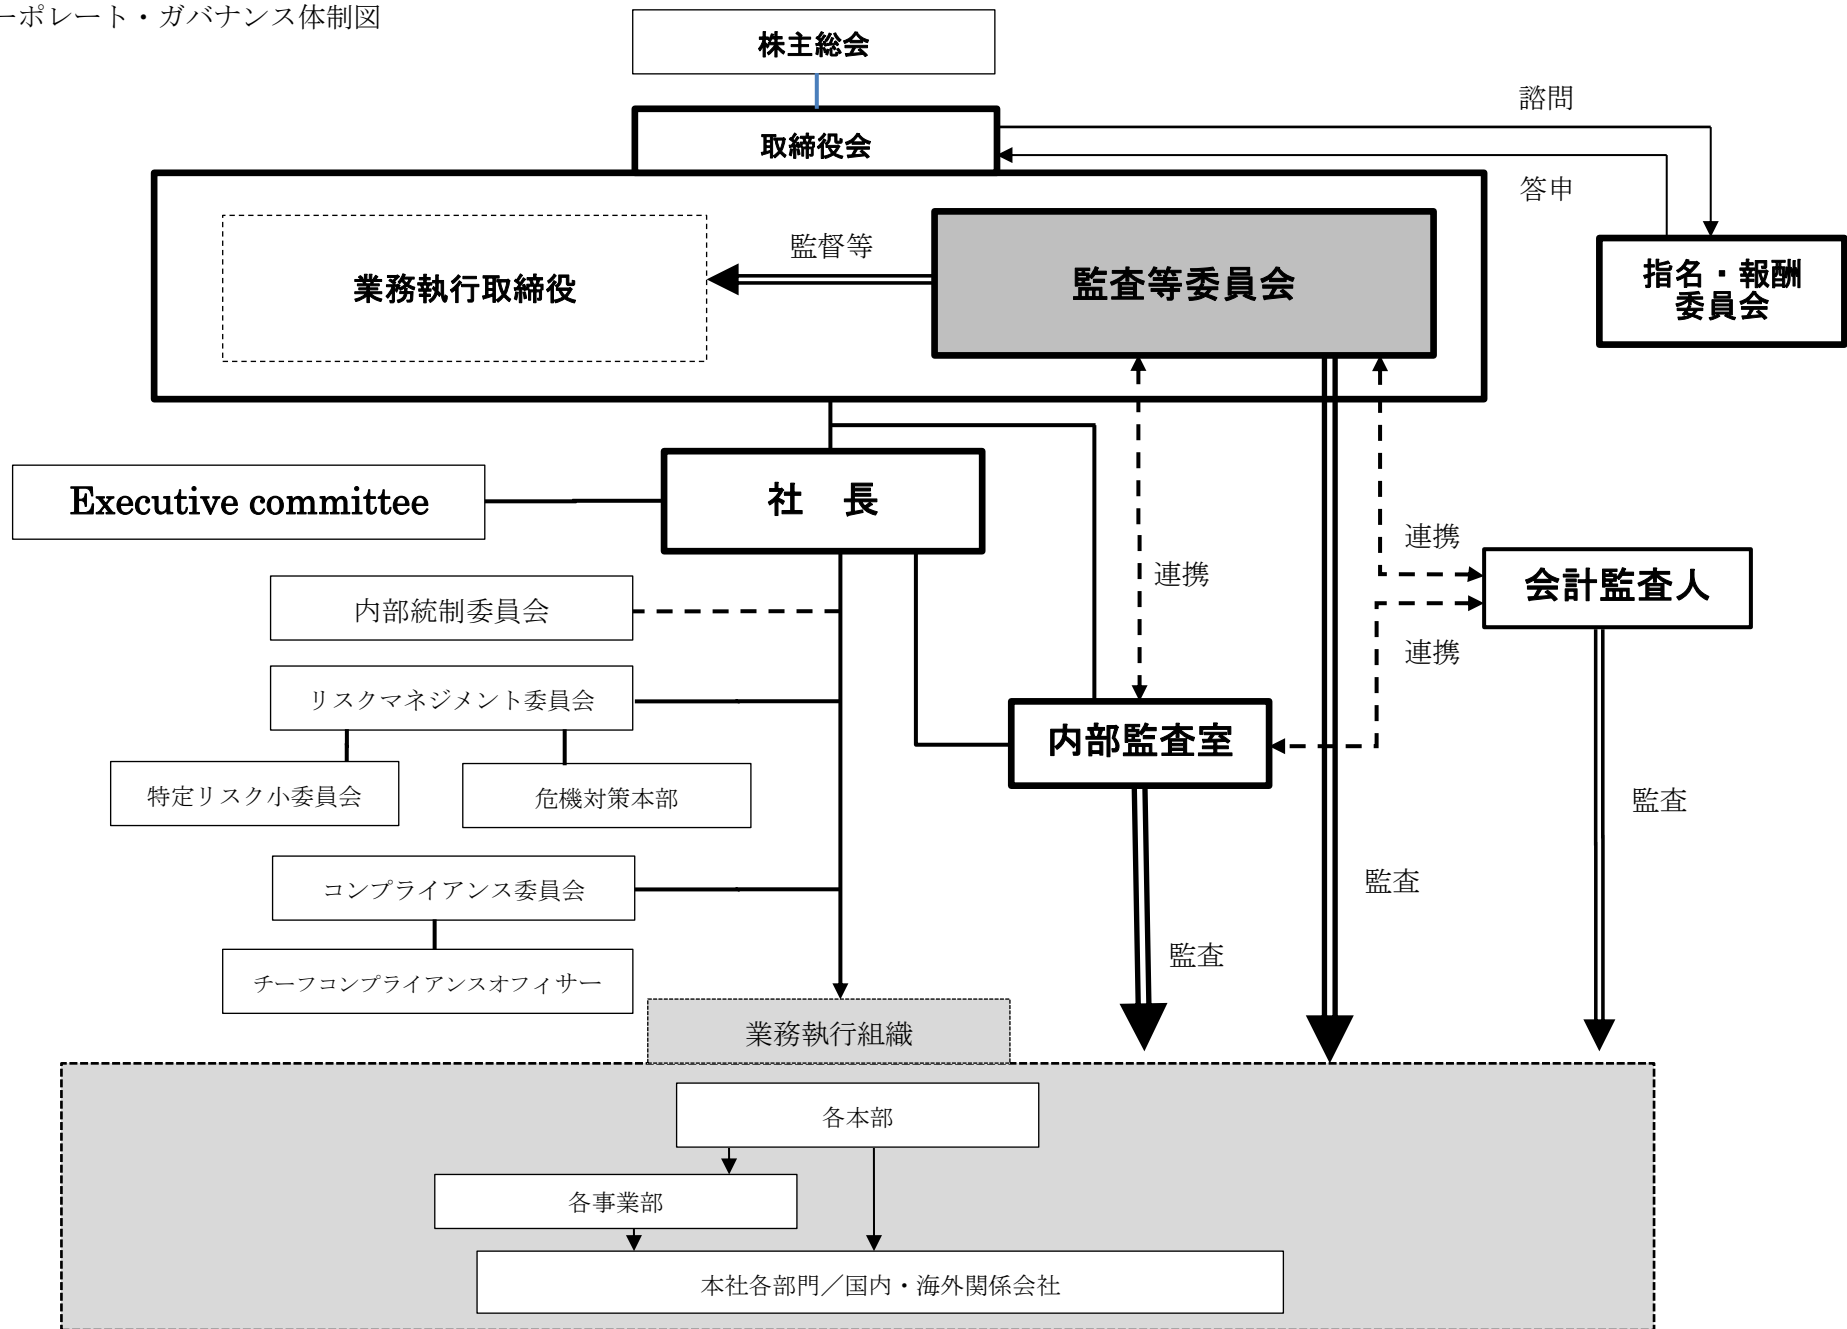 ーポレート・ガバナンス体制図
株主総会
取締役会
諮問
答申
指名・報酬
委員会
業務執行取締役
監督等
監査等委員会
社　長
Executive committee
内部統制委員会
リスクマネジメント委員会
特定リスク小委員会
危機対策本部
コンプライアンス委員会
チーフコンプライアンスオフィサー
連携
連携
会計監査人
連携
内部監査室
監査
監査
監査
業務執行組織
各本部
各事業部
本社各部門／国内・海外関係会社